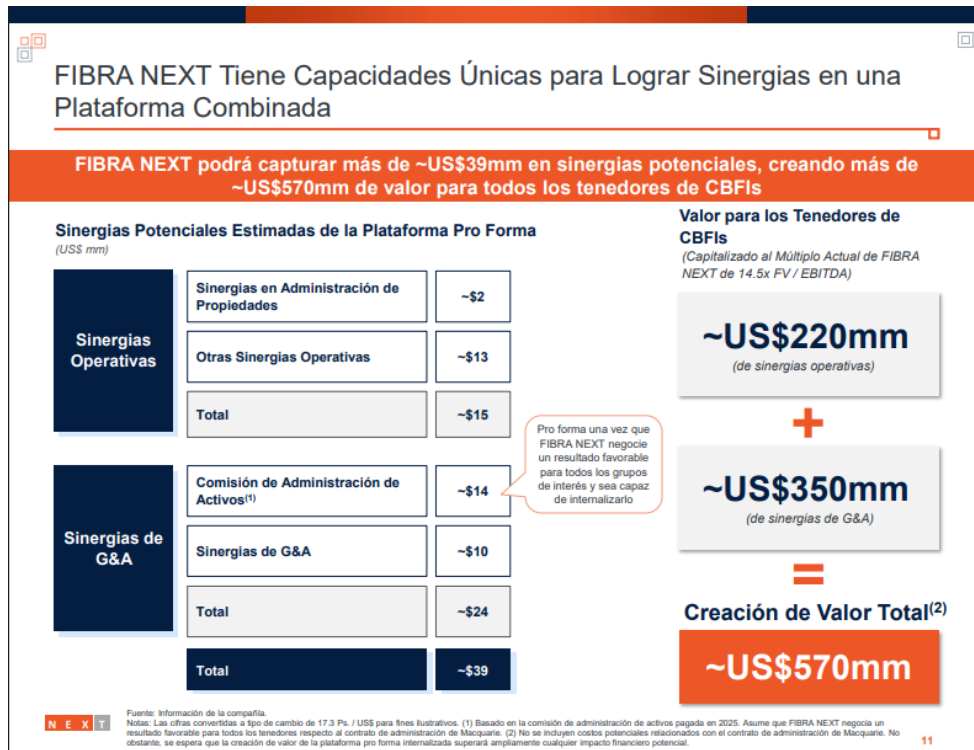 FIBRA NEXT Tiene Capacidades Únicas para Lograr Sinergias en una
Plataforma Combinada
FIBRA NEXT podrá capturar más de ~US$39mm en sinergias potenciales, creando más de
~US$570mm de valor para todos los tenedores de CBFIs
Sinergias Potenciales Estimadas de la Plataforma Pro Forma
(US$ mm)
Sinergias
Operativas
Sinergias en Administración de
Propiedades
~$2
Otras Sinergias Operativas
~$13
Total
~$15
Sinergias de
G&A
Comisión de Administración de
Activos(1)
~$14
Pro forma una vez que
FIBRA NEXT negocie
un resultado favorable
para todos los grupos
de interés y sea capaz
de internalizarlo
Sinergias de G&A
~$10
Total
~$24
Total
~$39
Valor para los Tenedores de
CBFIs
(Capitalizado al Múltiplo Actual de FIBRA
NEXT de 14.5x FV / EBITDA)
~US$220mm
(de sinergias operativas)
+
~US$350mm
(de sinergias de G&A)
=
Creación de Valor Total(2)
~US$570mm
NEXT
Fuente: Información de la compañía.
Notas: Las cifras convertidas a tipo de cambio de 17.3 Ps. / US$ para fines ilustrativos. (1) Basado en la comisión de administración de activos pagada en 2025. Asume que FIBRA NEXT negocia un
resultado favorable para todos los tenedores respecto al contrato de administración de Macquarie. (2) No se incluyen costos potenciales relacionados con el contrato de administración de Macquarie. No
obstante, se espera que la creación de valor de la plataforma pro forma internalizada superará ampliamente cualquier impacto financiero potencial.
11